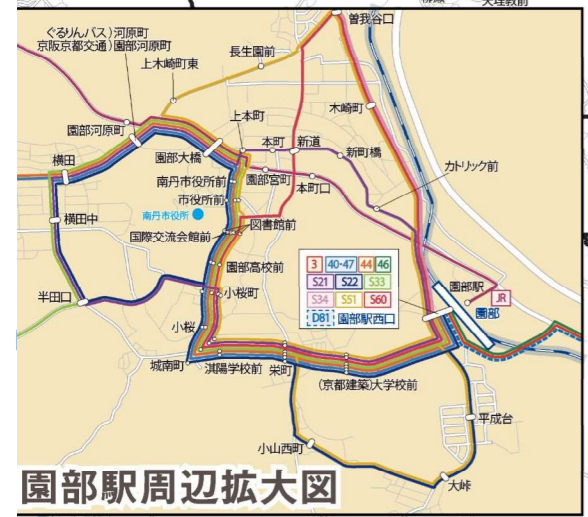 天理教前
ぐるりんバス)河原町
京阪京都交通)園部河原町
曽我谷口
長生園前
上木崎町東
木崎町
園部河原町
上本町
本町
新道
新町橋
横田
園部大橋
園部宮町
本町口
カトリック前
南丹市役所前
市役所前
南丹市役所
横田中
図書館前
国際交流会館前
3 40・47 44 46
S21 S22 S33
S34 S51 S60
D81 園部駅西口
園部駅
JR
園部
園部高校前
半田口
小桜町
小桜
城南町
淇陽学校前
栄町
(京都建築)大学校前
平成台
小山西町
大峠
園部駅周辺拡大図